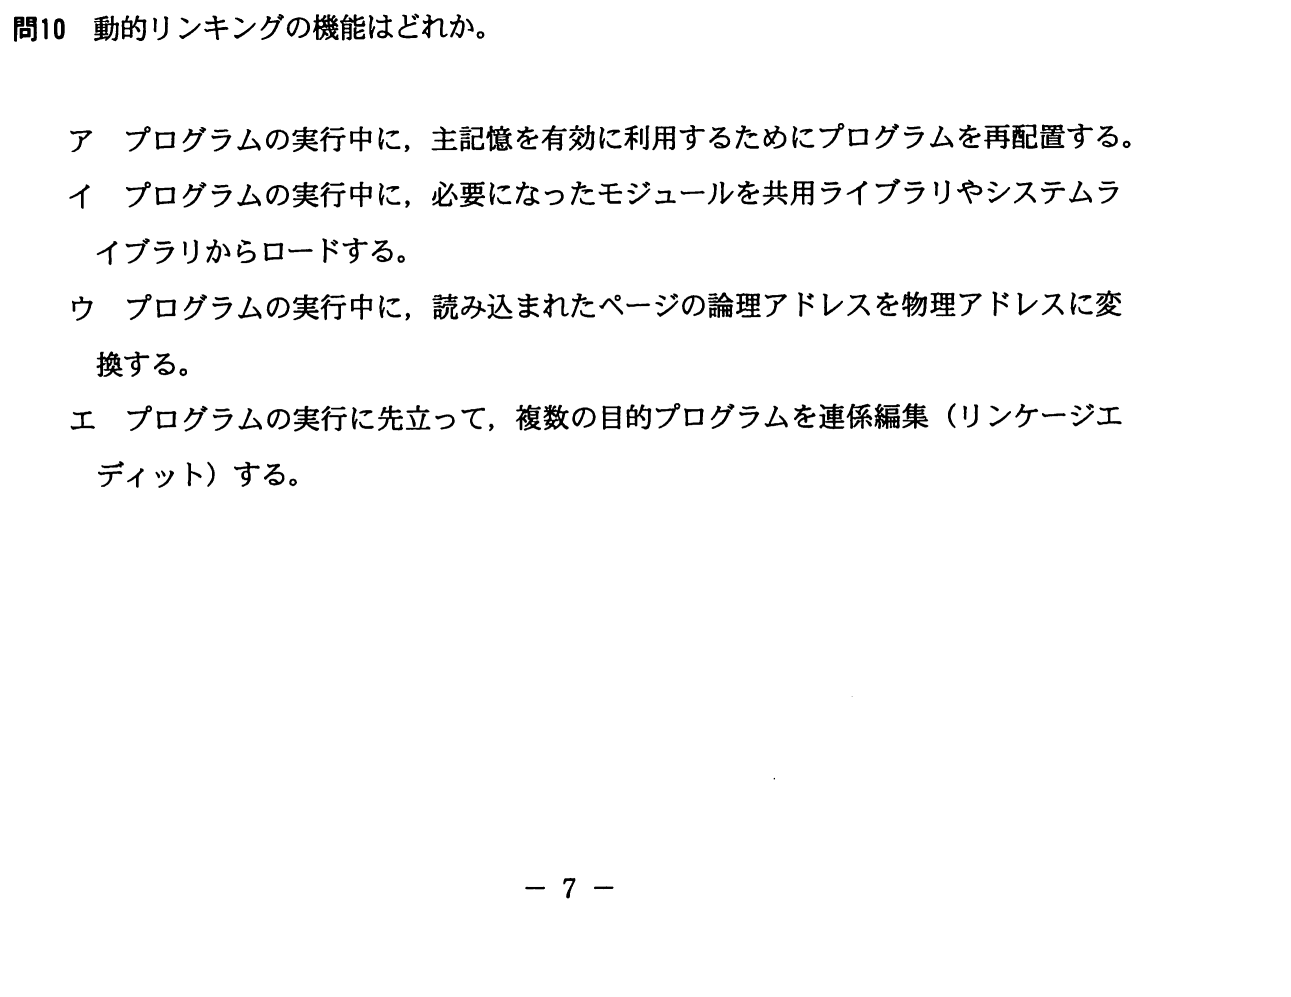 問10 動的リンキングの機能はどれか。
ア プログラムの実行中に，主記憶を有効に利用するためにプログラムを再配置する。
イ プログラムの実行中に，必要になったモジュールを共用ライブラリやシステムラ
イブラリからロードする。
ウ プログラムの実行中に，読み込まれたページの論理アドレスを物理アドレスに変
換する。
エ プログラムの実行に先立って，複数の目的プログラムを連係編集（リンケージエ
ディット）する。
－ 7 －